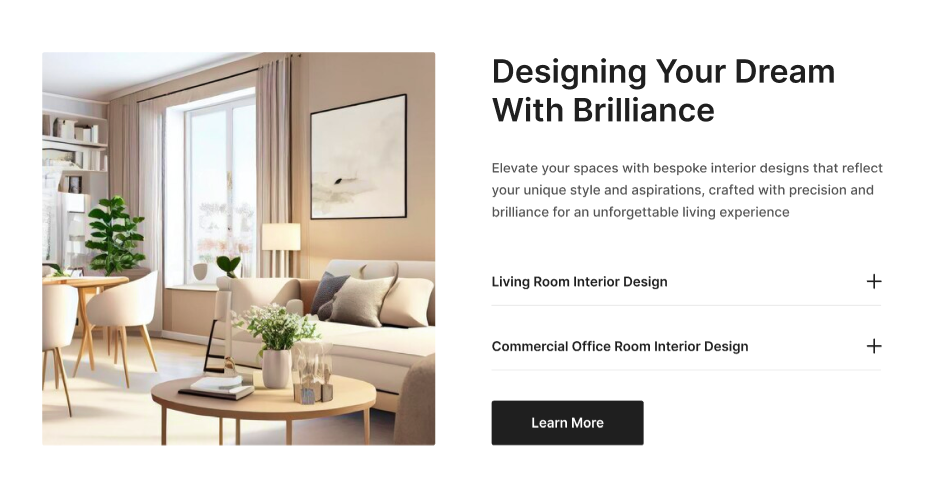 Designing Your Dream
With Brilliance
Elevate your spaces with bespoke interior designs that reflect
your unique style and aspirations, crafted with precision and
brilliance for an unforgettable living experience
Living Room Interior Design
Commercial Office Room Interior Design
Learn More